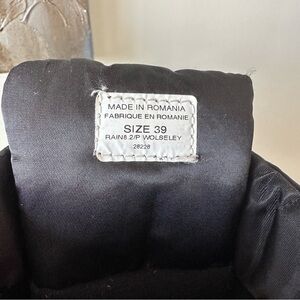 MADE IN ROMANIA
FABRIQUE EN ROMANIE
SIZE 39
RAIN8.2/P WOLSELEY
28228